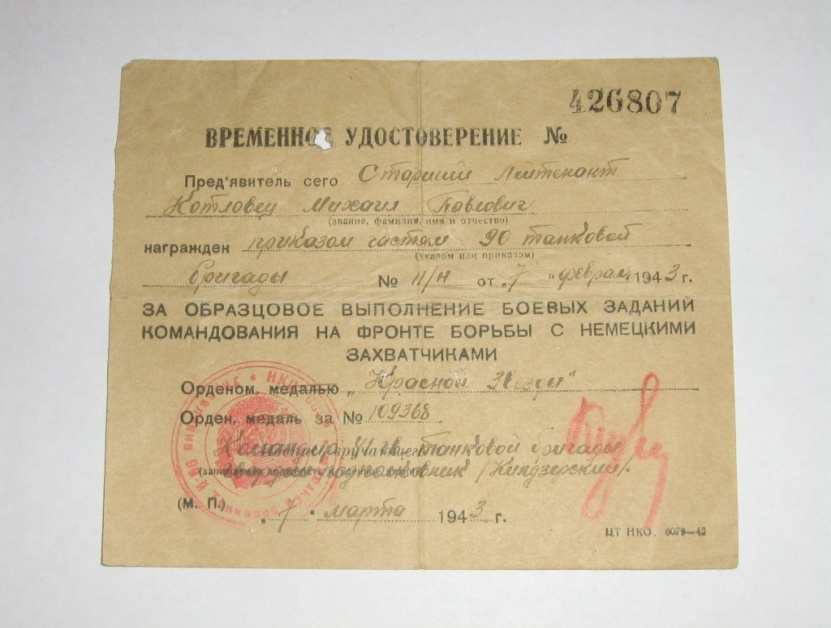 426807
ВРЕМЕННОЕ УДОСТОВЕРЕНИЕ №
Пред'явитель сего Старший Лейтенант
Котловец Михаил Павлович
(звание, фамилия, имя и отчество)
награжден приказом частям 90 танковой
(указом или приказом)
бригады № н/н от „7" февраля 1943 г.
ЗА ОБРАЗЦОВОЕ ВЫПОЛНЕНИЕ БОЕВЫХ ЗАДАНИЙ
КОМАНДОВАНИЯ НА ФРОНТЕ БОРЬБЫ С НЕМЕЦКИМИ
ЗАХВАТЧИКАМИ
Орденом, медалью „Красной Звезды"
Орден, медаль за № 109368
танковой бригады
(М. П.) „7" марта 1943 г.
ЦТ НКО. 6079—42